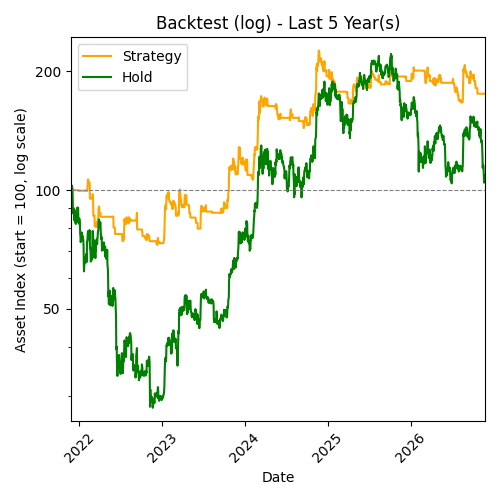 Backtest (log) - Last 5 Year(s)
Strategy
Hold
200
100
50
Asset Index (start = 100, log scale)
2022
2023
2024
2025
2026
Date